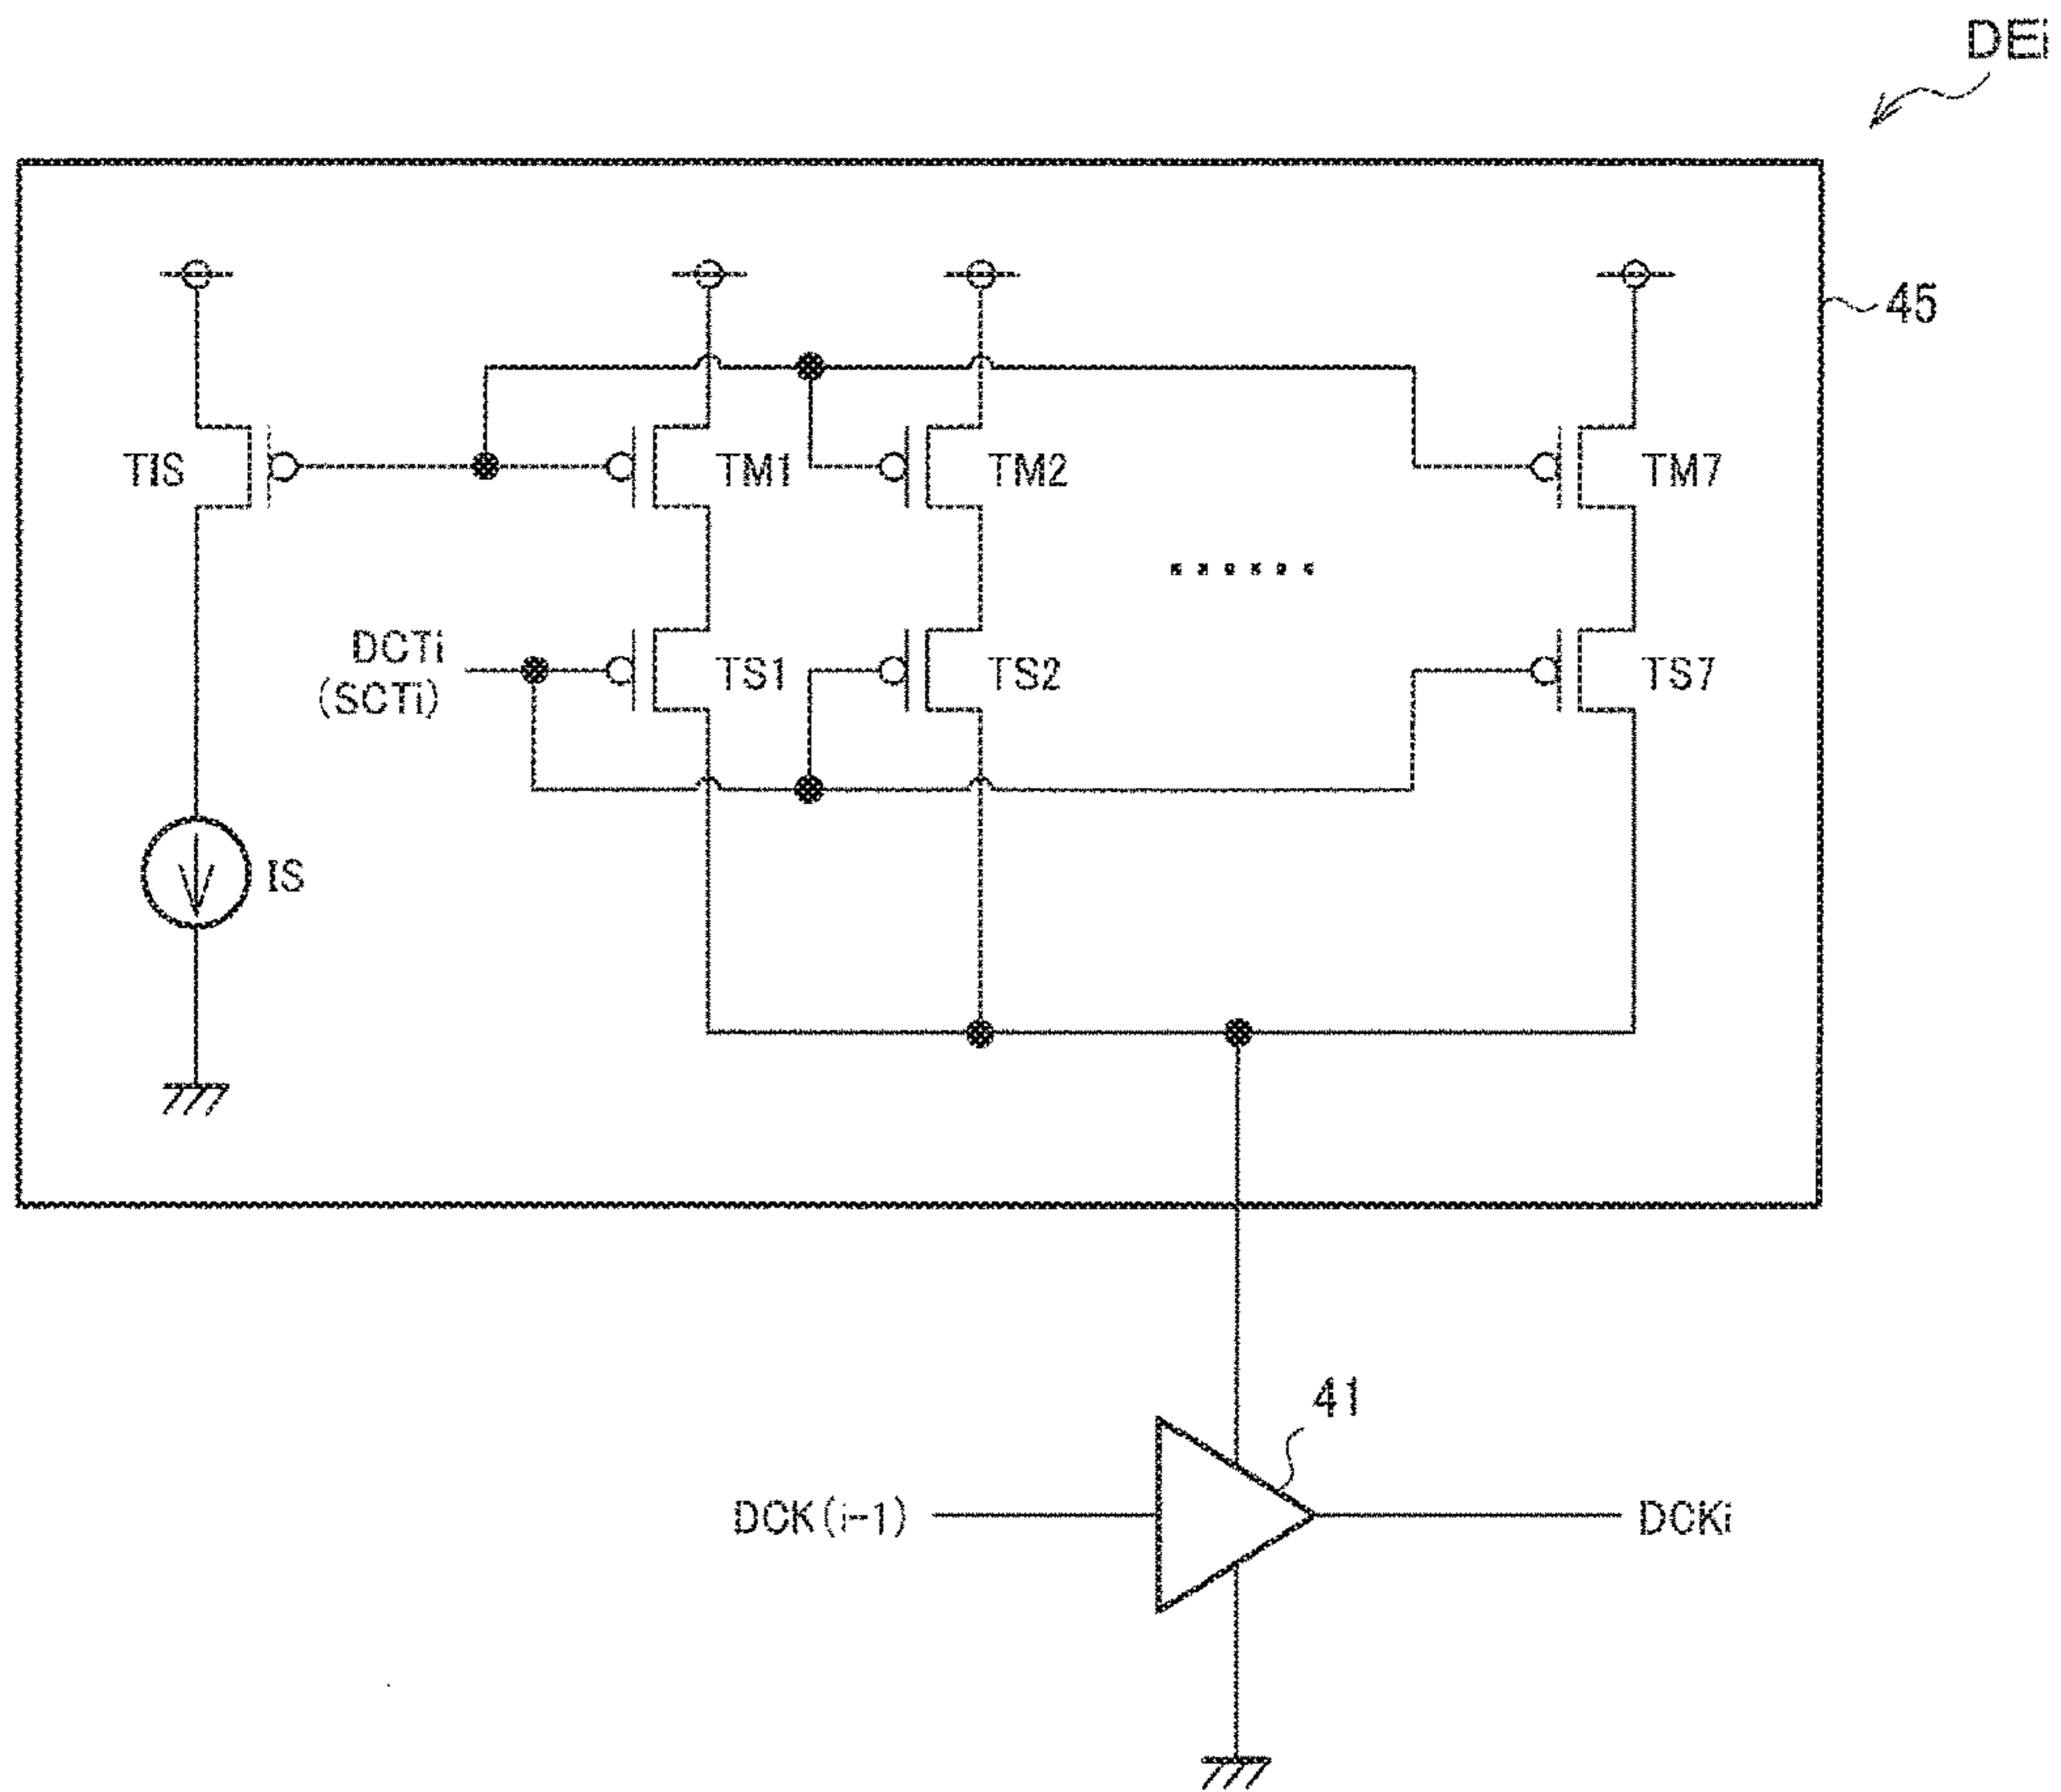 DEi
45
TIS
TM1
TM2
TM7
......
DCTi
(SCTi)
TS1
TS2
TS7
IS
41
DCK(i-1)
DCKi